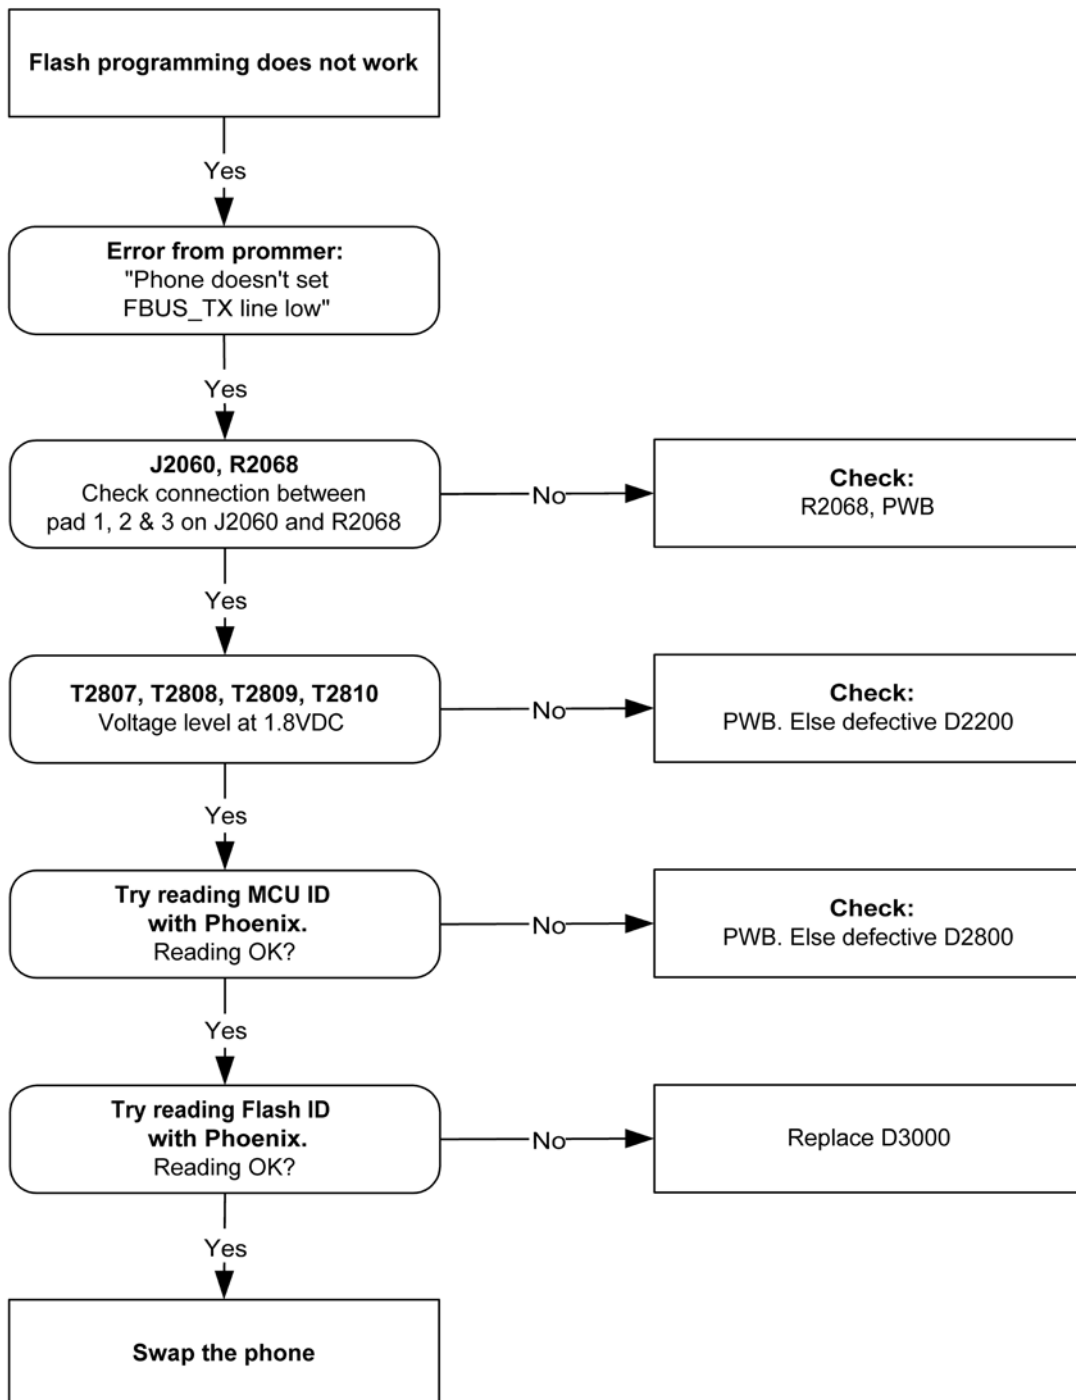 Flash programming does not work
Yes
Error from prommer:
"Phone doesn't set
FBUS_TX line low"
Yes
J2060, R2068
Check connection between
pad 1, 2 & 3 on J2060 and R2068
No
Check:
R2068, PWB
Yes
T2807, T2808, T2809, T2810
Voltage level at 1.8VDC
No
Check:
PWB. Else defective D2200
Yes
Try reading MCU ID
with Phoenix.
Reading OK?
No
Check:
PWB. Else defective D2800
Yes
Try reading Flash ID
with Phoenix.
Reading OK?
No
Replace D3000
Yes
Swap the phone